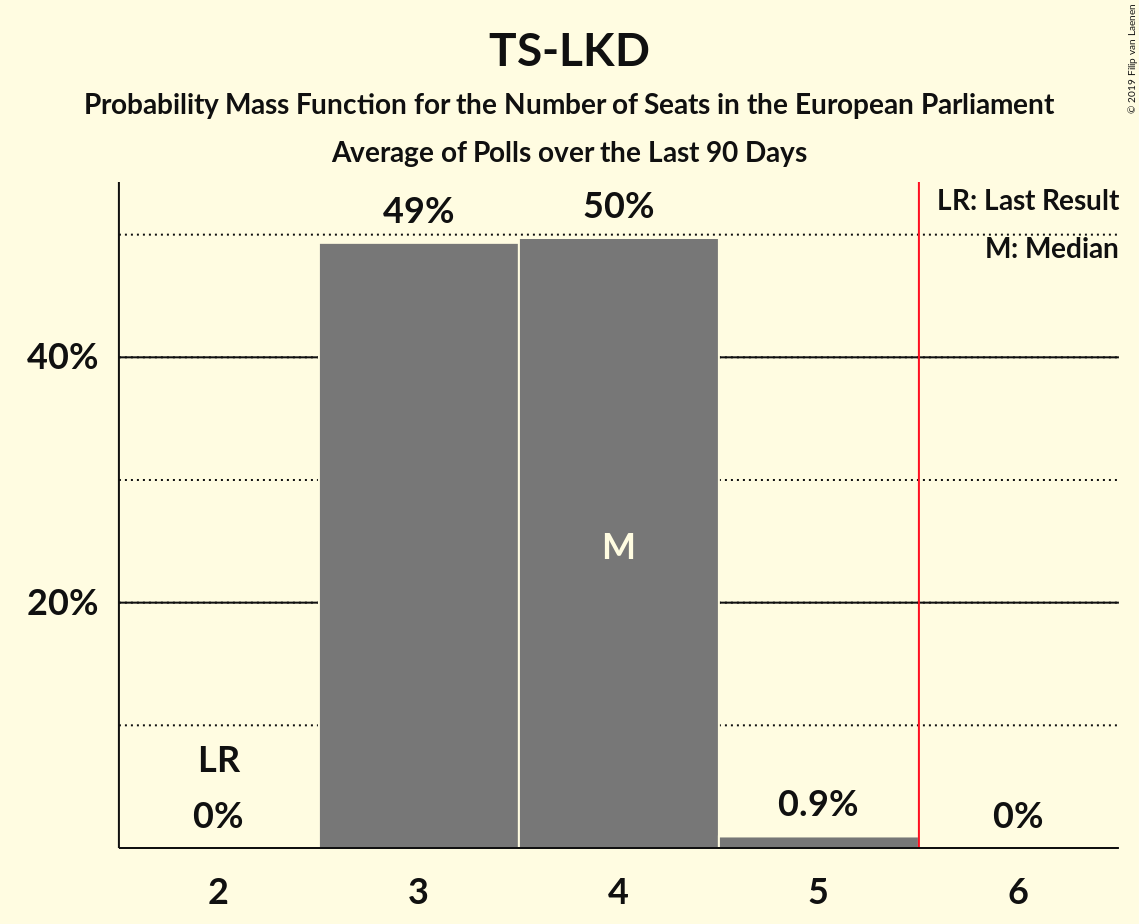 TS-LKD
Probability Mass Function for the Number of Seats in the European Parliament
Average of Polls over the Last 90 Days
© 2019 Filip van Laenen
LR: Last Result
M: Median
49%
50%
40%
20%
M
LR
0%
0.9%
0%
2
3
4
5
6